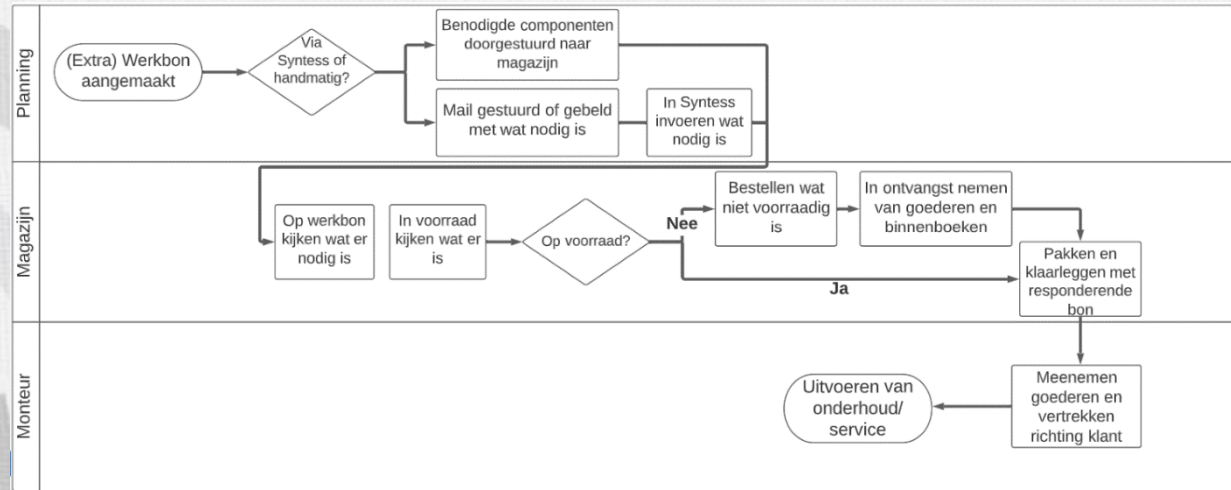 Planning
(Extra) Werkbon
aangemaakt
Via
Syntess of
handmatig?
Benodigde componenten
doorgestuurd naar
magazijn
Mail gestuurd of gebeld
met wat nodig is
In Syntess
invoeren wat
nodig is
Magazijn
Op werkbon
kijken wat er
nodig is
In voorraad
kijken wat er
is
Op voorraad?
Nee
Bestellen wat
niet voorraadig
is
In ontvangst nemen
van goederen en
binnenboeken
Ja
Pakken en
klaarleggen met
responderende
bon
Monteur
Meenemen
goederen en
vertrekken
richting klant
Uitvoeren van
onderhoud/
service